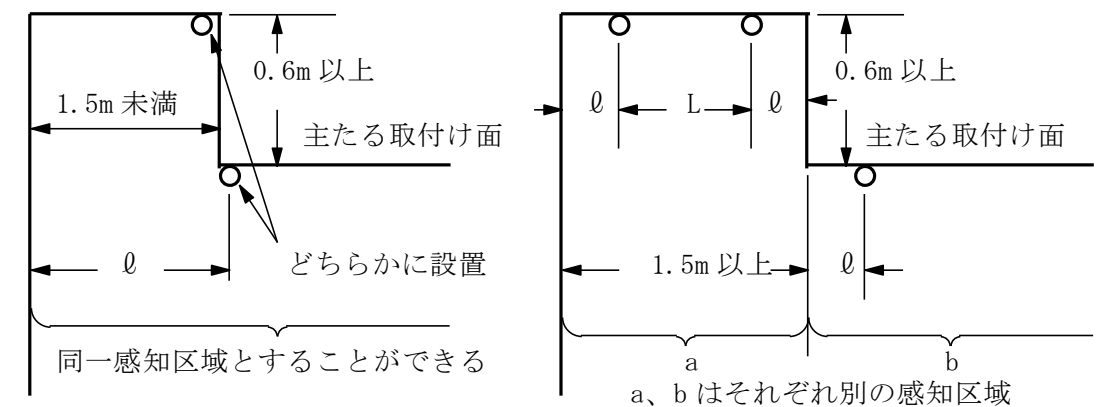 0.6m 以上
1.5m 未満
主たる取付け面
ℓ
どちらかに設置
同一感知区域とすることができる
0.6m 以上
ℓ L ℓ
主たる取付け面
1.5m 以上 ℓ
a b
a、b はそれぞれ別の感知区域